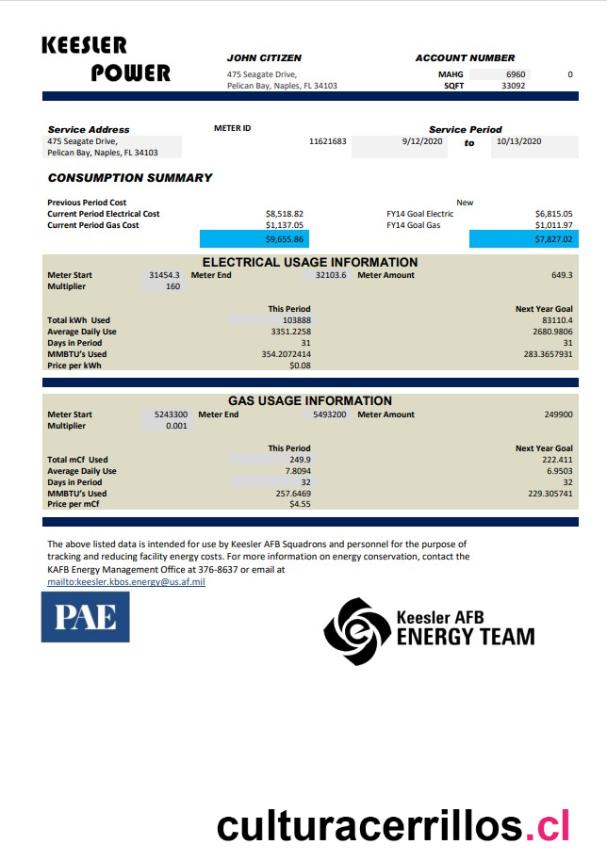 KEESLER
POWER
JOHN CITIZEN
475 Seagate Drive,
Pelican Bay, Naples, FL 34103
ACCOUNT NUMBER
MAHG 6960 0
SQFT 33092
Service Address METER ID Service Period
475 Seagate Drive, 11621683 9/12/2020 to 10/13/2020
Pelican Bay, Naples, FL 34103
CONSUMPTION SUMMARY
Previous Period Cost New
Current Period Electrical Cost $8,518.82 FY14 Goal Electric $6,815.05
Current Period Gas Cost $1,137.05 FY14 Goal Gas $1,011.97
$9,655.86 $7,827.02
ELECTRICAL USAGE INFORMATION
Meter Start 31454.3 Meter End 32103.6 Meter Amount 649.3
Multiplier 160
This Period Next Year Goal
Total kWh Used 103888 83110.4
Average Daily Use 3351.2258 2680.9806
Days in Period 31 31
MMBTU's Used 354.2072414 283.3657931
Price per kWh $0.08
GAS USAGE INFORMATION
Meter Start 5243300 Meter End 5493200 Meter Amount 249900
Multiplier 0.001
This Period Next Year Goal
Total mCf Used 249.9 222.411
Average Daily Use 7.8094 6.9503
Days in Period 32 32
MMBTU's Used 257.6469 229.305741
Price per mCf $4.55
The above listed data is intended for use by Keesler AFB Squadrons and personnel for the purpose of
tracking and reducing facility energy costs. For more information on energy conservation, contact the
KAFB Energy Management Office at 376-8637 or email at
mailto:keesler.kbos.energy@us.af.mil
PAE
Keesler AFB
ENERGY TEAM
culturacerrillos.cl